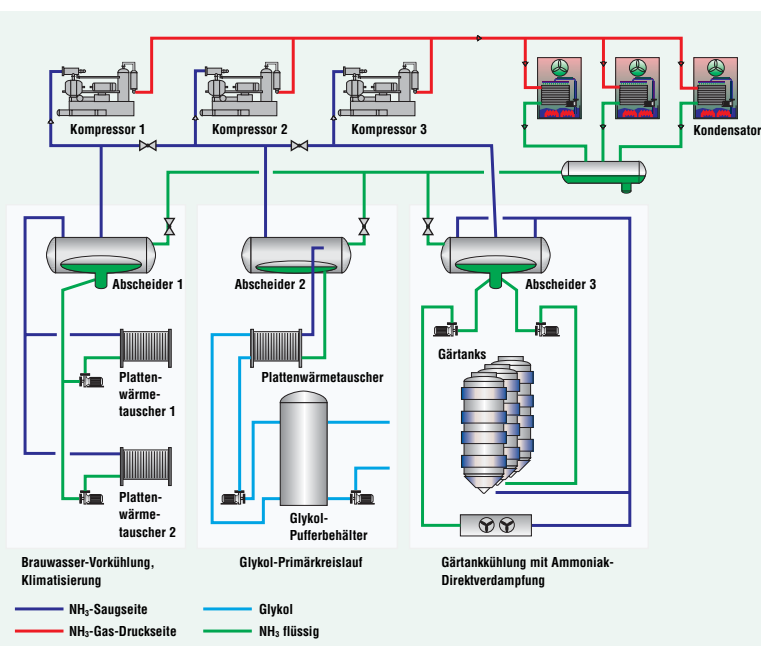 Kompressor 1
Kompressor 2
Kompressor 3
Kondensator
Abscheider 1
Abscheider 2
Abscheider 3
Platten-
wärme-
tauscher 1
Platten-
wärme-
tauscher 2
Plattenwärmetauscher
Glykol-
Pufferbehälter
Gärtanks
Brauwasser-Vorkühlung,
Klimatisierung
Glykol-Primärkreislauf
Gärtankkühlung mit Ammoniak-
Direktverdampfung
NH₃-Saugseite
Glykol
NH₃-Gas-Druckseite
NH₃ flüssig